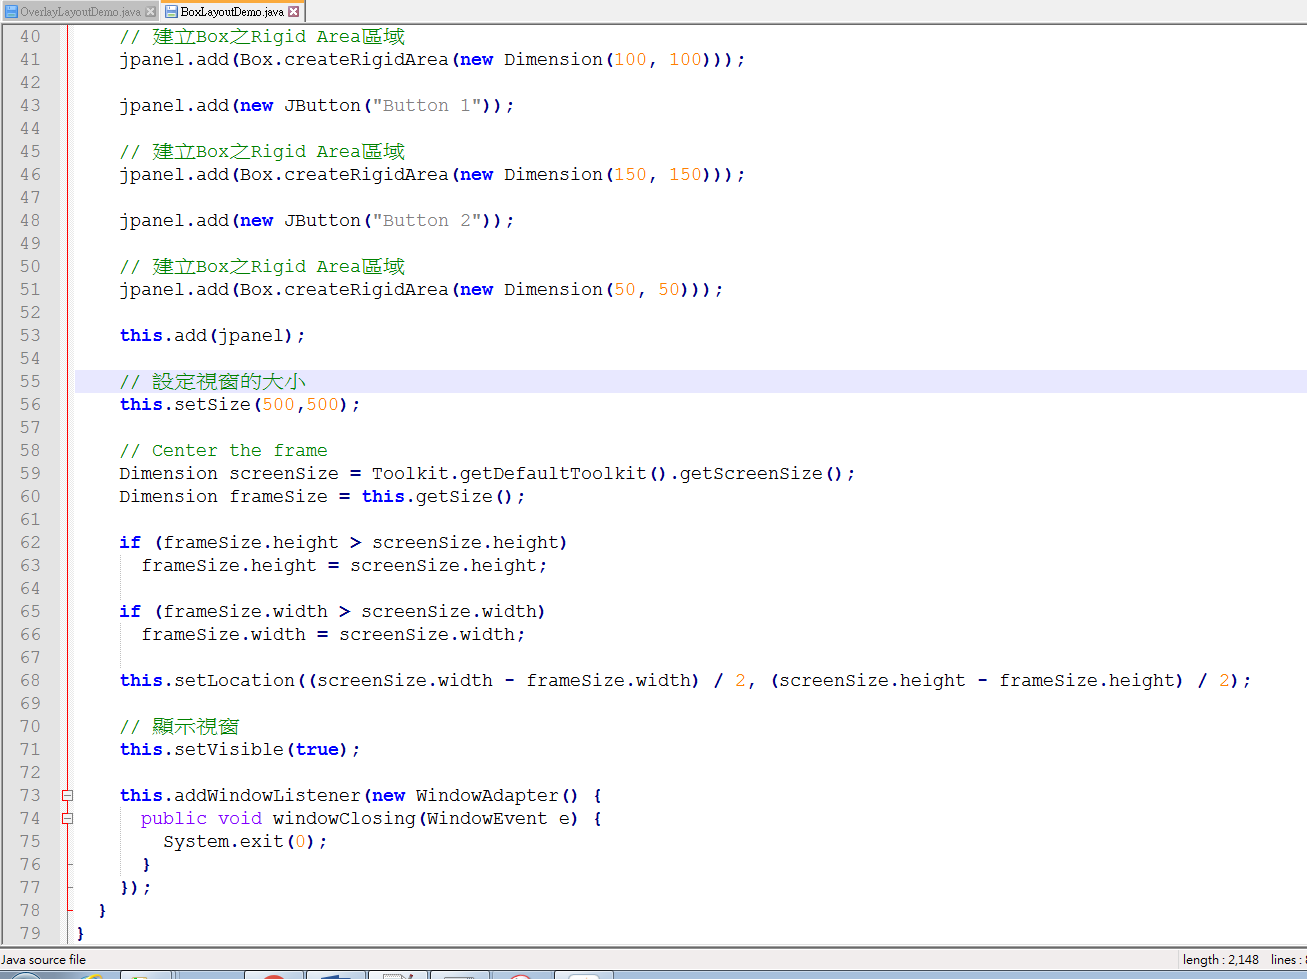 OverlayLayoutDemo.java BoxLayoutDemo.java
40 // 建立Box之Rigid Area區域
41 jpanel.add(Box.createRigidArea(new Dimension(100, 100)));
42
43 jpanel.add(new JButton("Button 1"));
44
45 // 建立Box之Rigid Area區域
46 jpanel.add(Box.createRigidArea(new Dimension(150, 150)));
47
48 jpanel.add(new JButton("Button 2"));
49
50 // 建立Box之Rigid Area區域
51 jpanel.add(Box.createRigidArea(new Dimension(50, 50)));
52
53 this.add(jpanel);
54
55 // 設定視窗的大小
56 this.setSize(500,500);
57
58 // Center the frame
59 Dimension screenSize = Toolkit.getDefaultToolkit().getScreenSize();
60 Dimension frameSize = this.getSize();
61
62 if (frameSize.height > screenSize.height)
63 frameSize.height = screenSize.height;
64
65 if (frameSize.width > screenSize.width)
66 frameSize.width = screenSize.width;
67
68 this.setLocation((screenSize.width - frameSize.width) / 2, (screenSize.height - frameSize.height) / 2);
69
70 // 顯示視窗
71 this.setVisible(true);
72
73 this.addWindowListener(new WindowAdapter() {
74 public void windowClosing(WindowEvent e) {
75 System.exit(0);
76 }
77 });
78 }
79 }
Java source file length : 2,148 lines :